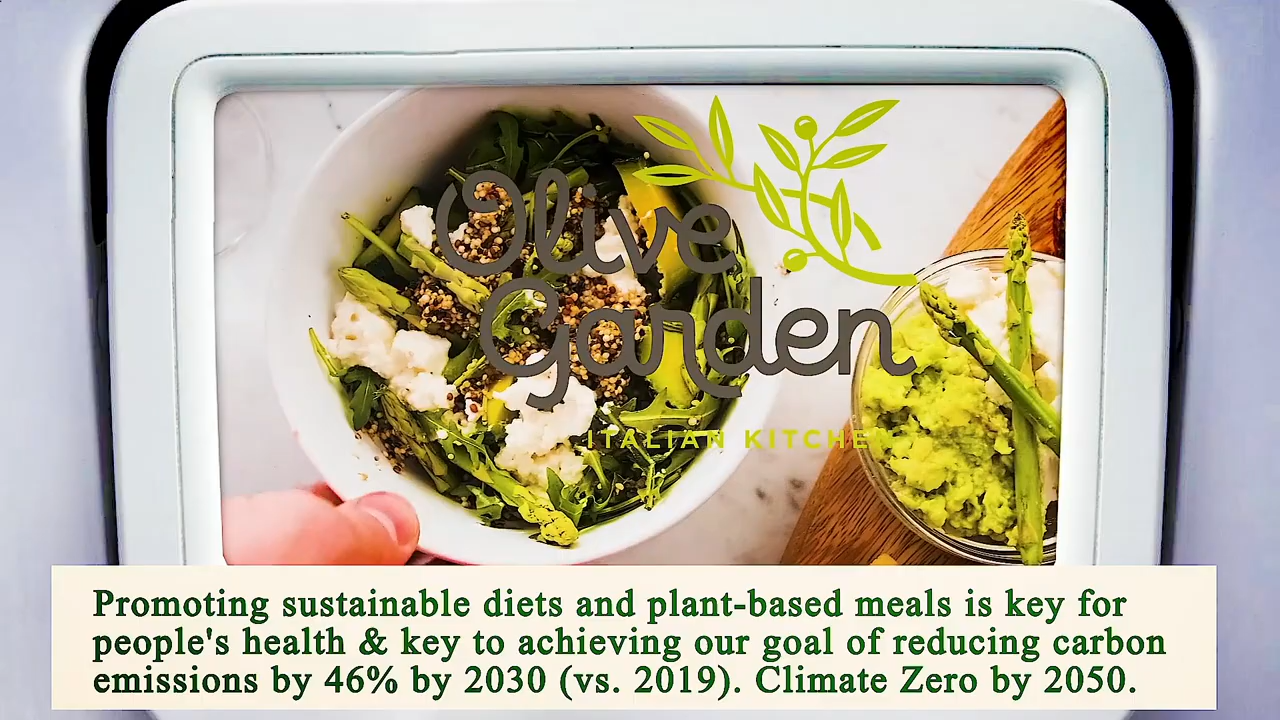 Olive
Garden
ITALIAN KITCHEN
Promoting sustainable diets and plant-based meals is key for
people's health & key to achieving our goal of reducing carbon
emissions by 46% by 2030 (vs. 2019). Climate Zero by 2050.